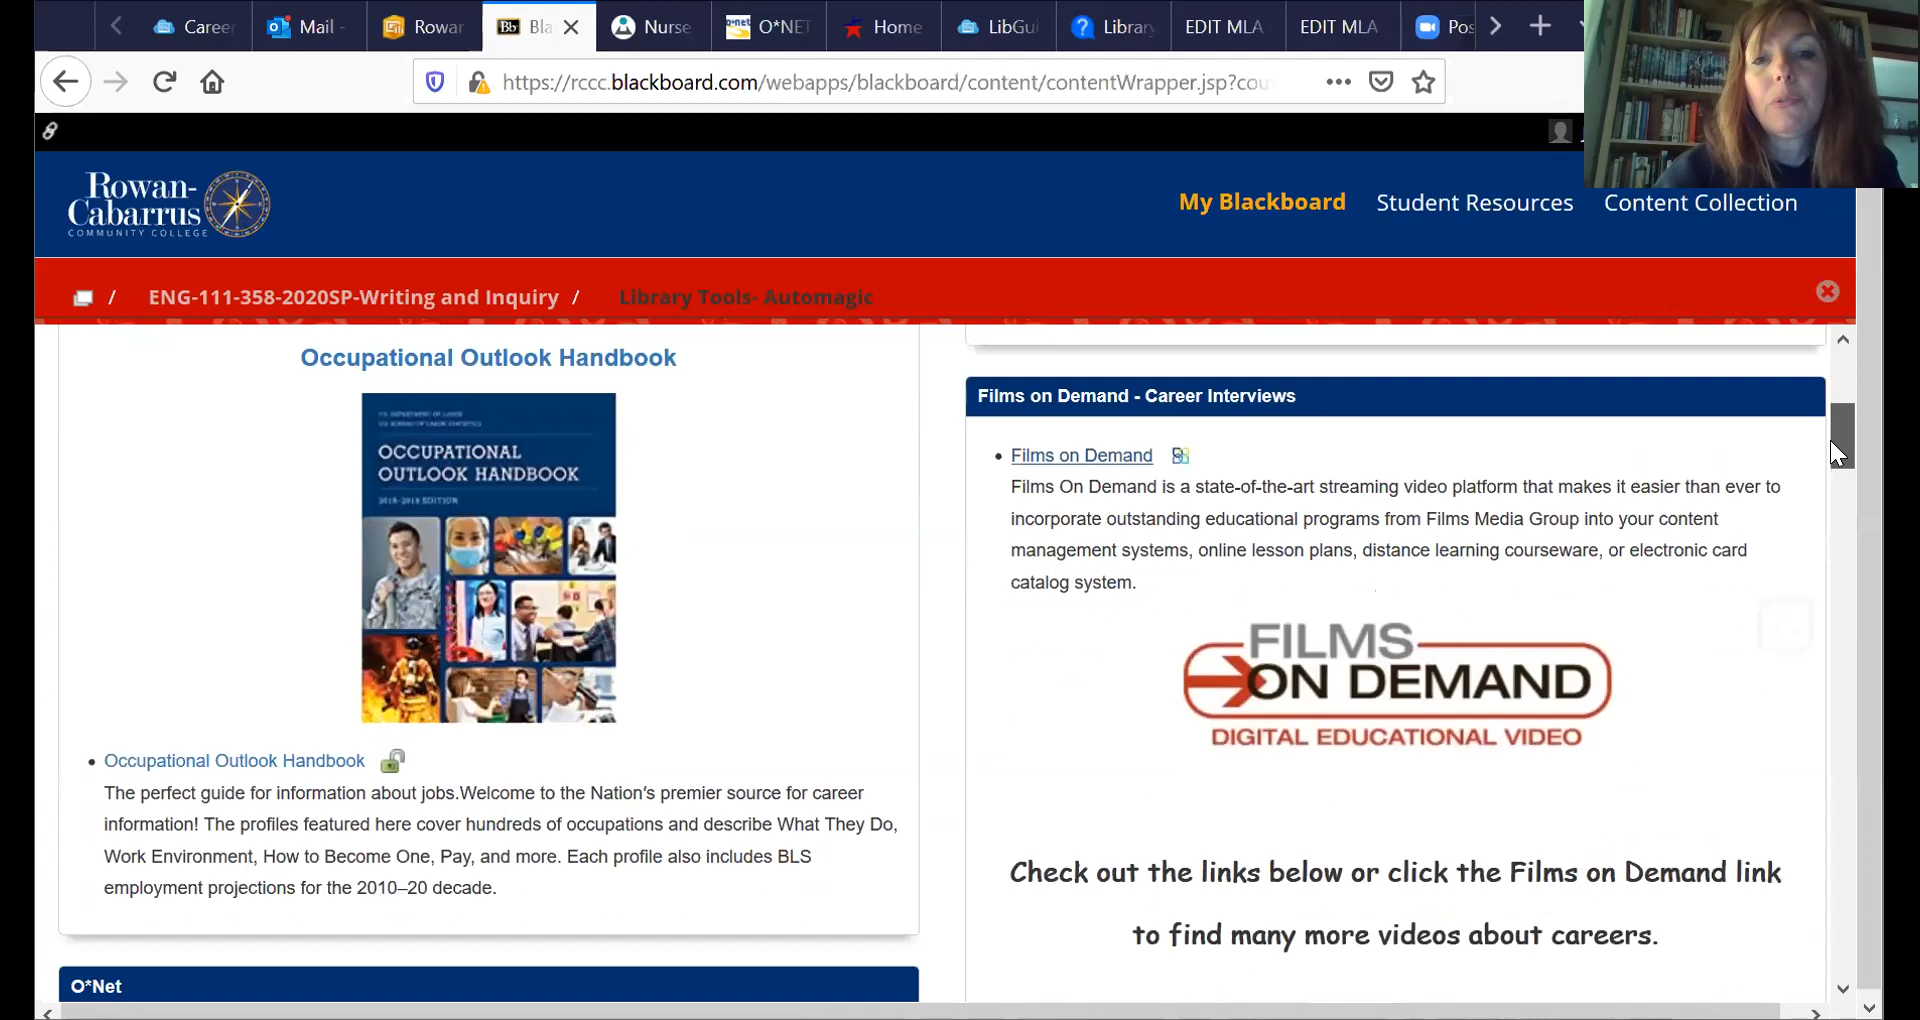 Career
Mail -
Rowar
Bb Bla
Nurse
o*net O*NET
Home
LibGui
Library
EDIT MLA
EDIT MLA
Pos
https://rccc.blackboard.com/webapps/blackboard/content/contentWrapper.jsp?cou
Rowan-
Cabarrus
COMMUNITY COLLEGE
My Blackboard
Student Resources
Content Collection
/ ENG-111-358-2020SP-Writing and Inquiry / Library Tools- Automagic
Occupational Outlook Handbook
OCCUPATIONAL
OUTLOOK HANDBOOK
• Occupational Outlook Handbook
The perfect guide for information about jobs.Welcome to the Nation's premier source for career
information! The profiles featured here cover hundreds of occupations and describe What They Do,
Work Environment, How to Become One, Pay, and more. Each profile also includes BLS
employment projections for the 2010–20 decade.
O*Net
Films on Demand - Career Interviews
• Films on Demand
Films On Demand is a state-of-the-art streaming video platform that makes it easier than ever to
incorporate outstanding educational programs from Films Media Group into your content
management systems, online lesson plans, distance learning courseware, or electronic card
catalog system.
FILMS
ON DEMAND
DIGITAL EDUCATIONAL VIDEO
Check out the links below or click the Films on Demand link
to find many more videos about careers.